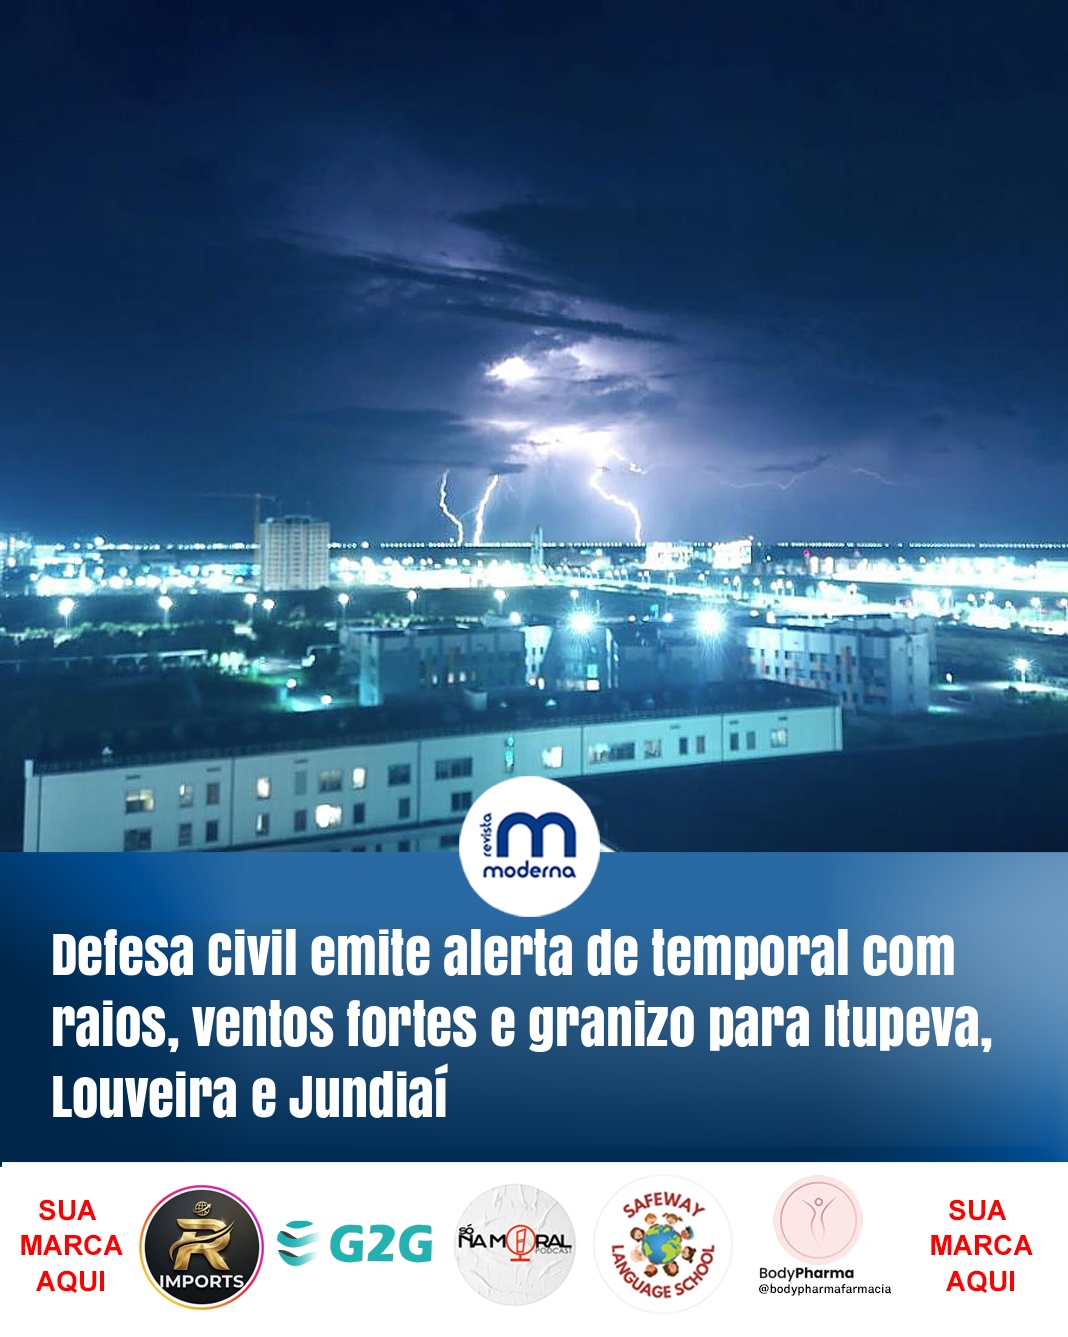 revista
m
moderna
Defesa Civil emite alerta de temporal com
raios, ventos fortes e granizo para Itupeva,
Louveira e Jundiaí
SUA
MARCA
AQUI
R
IMPORTS
G2G
SÓ
NA MORAL
PODCAST
SAFEWAY
LANGUAGE SCHOOL
BodyPharma
@bodypharmafarmacia
SUA
MARCA
AQUI